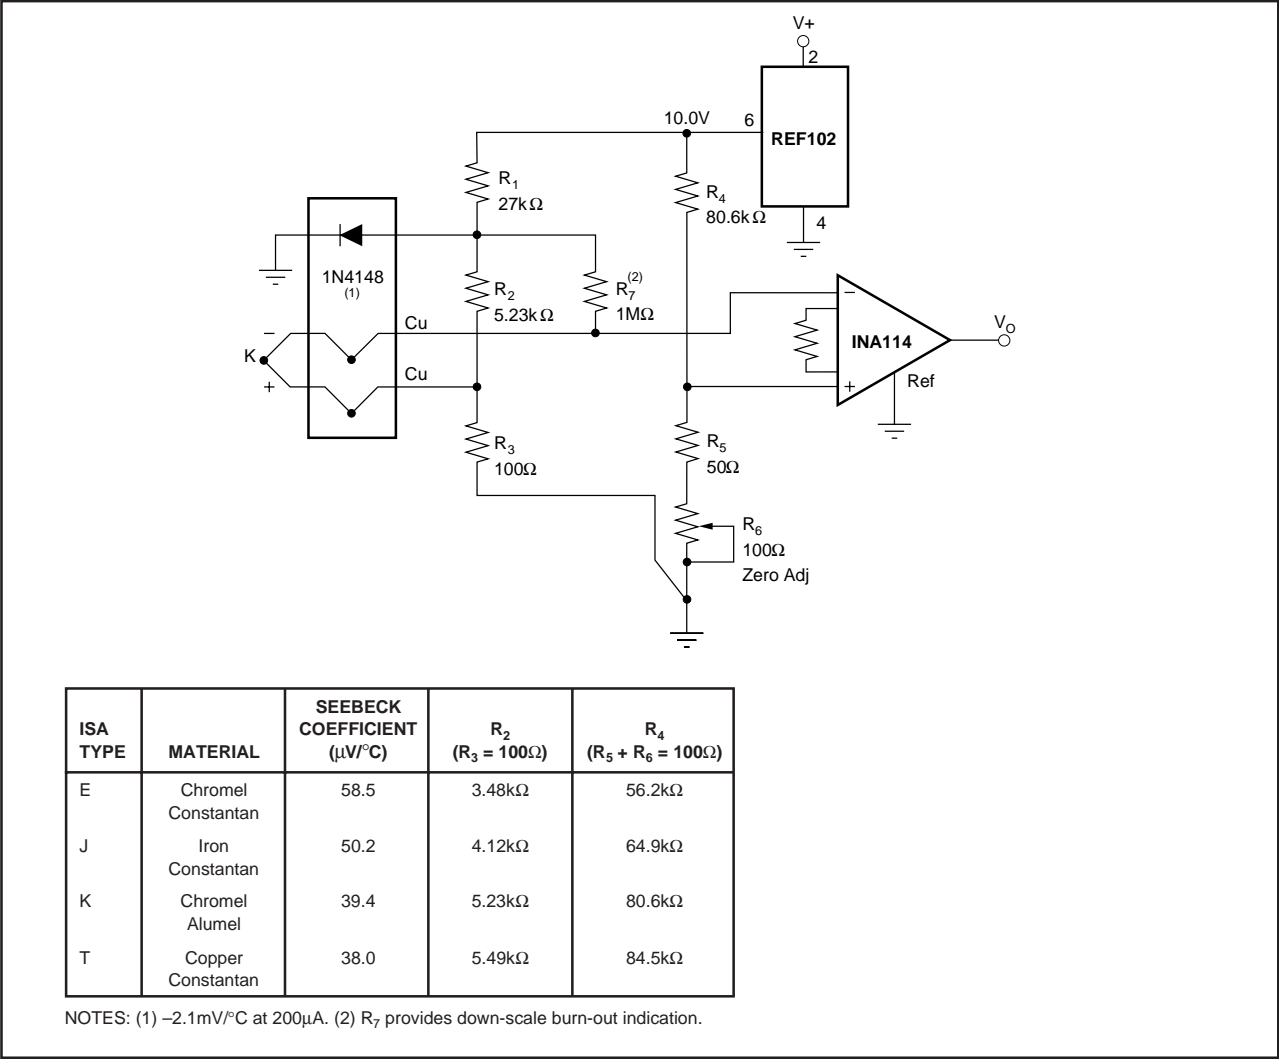 V+
2
10.0V
6
REF102
R1
27kΩ
R4
80.6kΩ
4
1N4148
(1)
R2
5.23kΩ
R7(2)
1MΩ
–
Cu
–
K
INA114
VO
+
Cu
+
Ref
R3
100Ω
R5
50Ω
R6
100Ω
Zero Adj
ISA TYPE
MATERIAL
SEEBECK COEFFICIENT (µV/°C)
R2 (R3 = 100Ω)
R4 (R5 + R6 = 100Ω)
E Chromel 58.5 3.48kΩ 56.2kΩ
Constantan
J Iron 50.2 4.12kΩ 64.9kΩ
Constantan
K Chromel 39.4 5.23kΩ 80.6kΩ
Alumel
T Copper 38.0 5.49kΩ 84.5kΩ
Constantan
NOTES: (1) –2.1mV/°C at 200µA. (2) R7 provides down-scale burn-out indication.